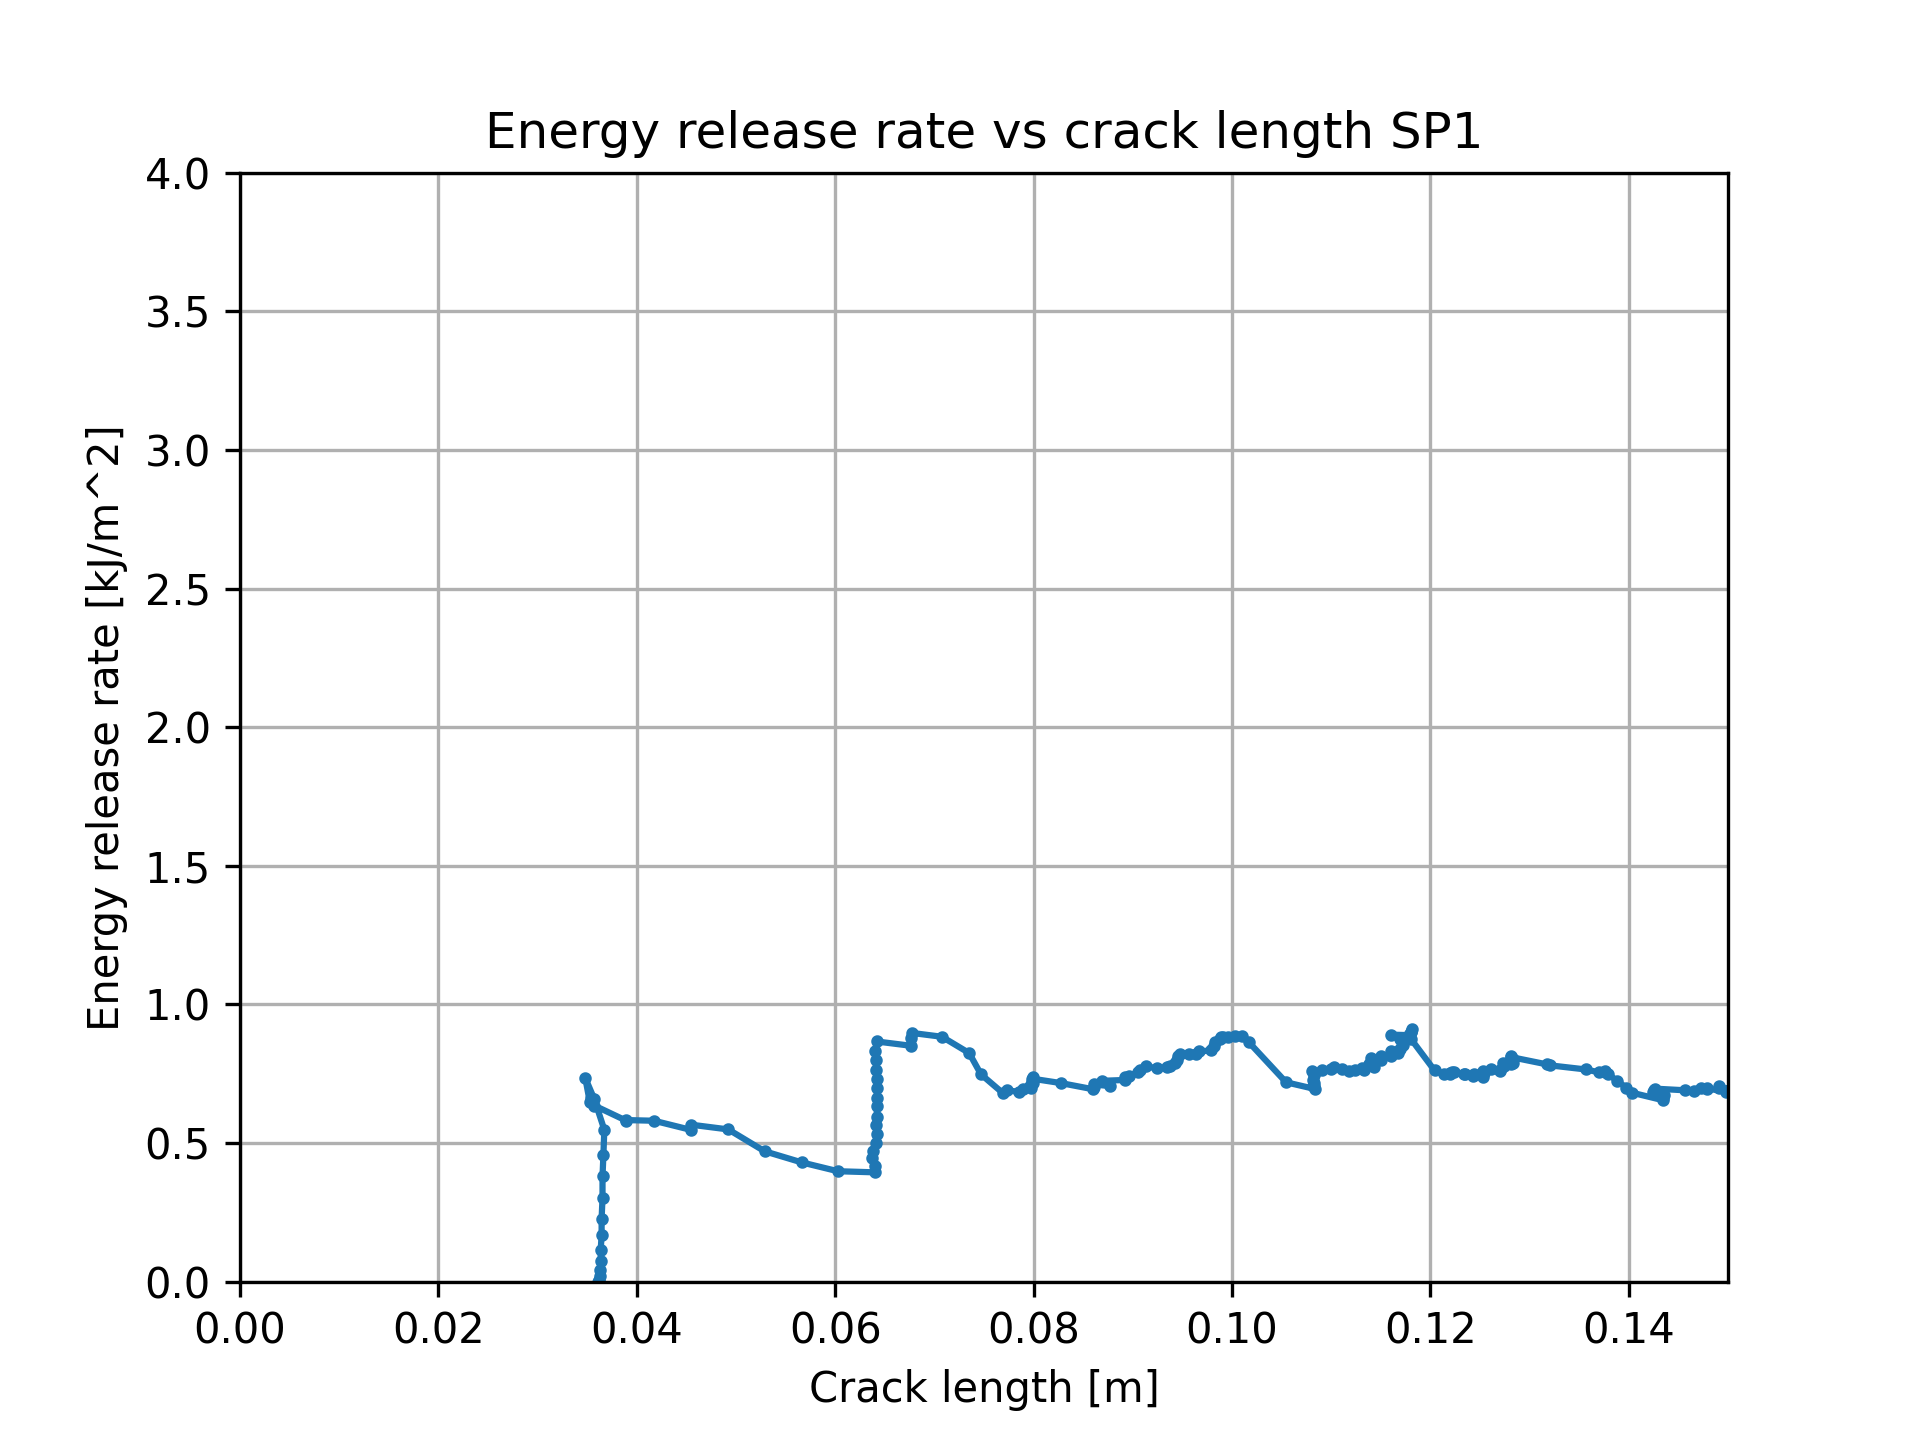 Energy release rate vs crack length SP1
4.0
3.5
3.0
2.5
2.0
1.5
1.0
0.5
0.0
Energy release rate [kJ/m^2]
0.00 0.02 0.04 0.06 0.08 0.10 0.12 0.14
Crack length [m]